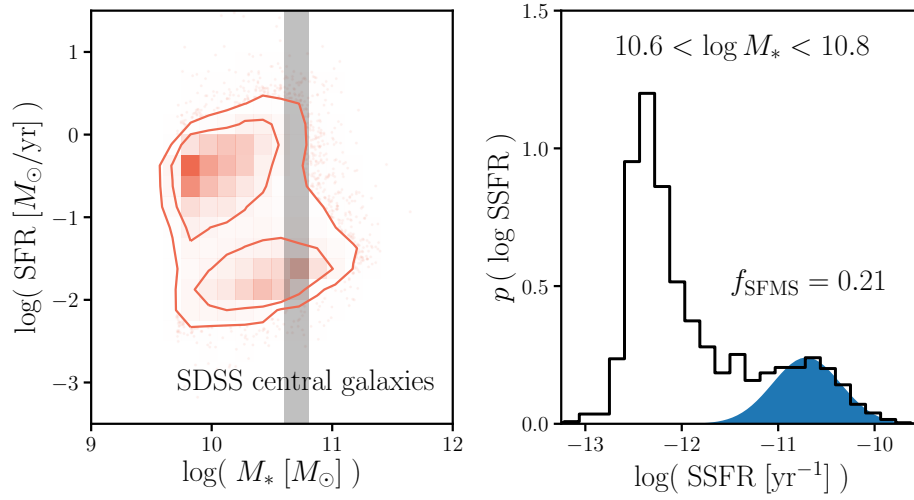 1
0
−1
−2
−3
log( SFR [M⊙/yr])
SDSS central galaxies
9
10
11
12
log( M∗ [M⊙])
1.5
1.0
0.5
0.0
p ( log SSFR)
10.6 < log M∗ < 10.8
fSFMS = 0.21
−13
−12
−11
−10
log( SSFR [yr−1])